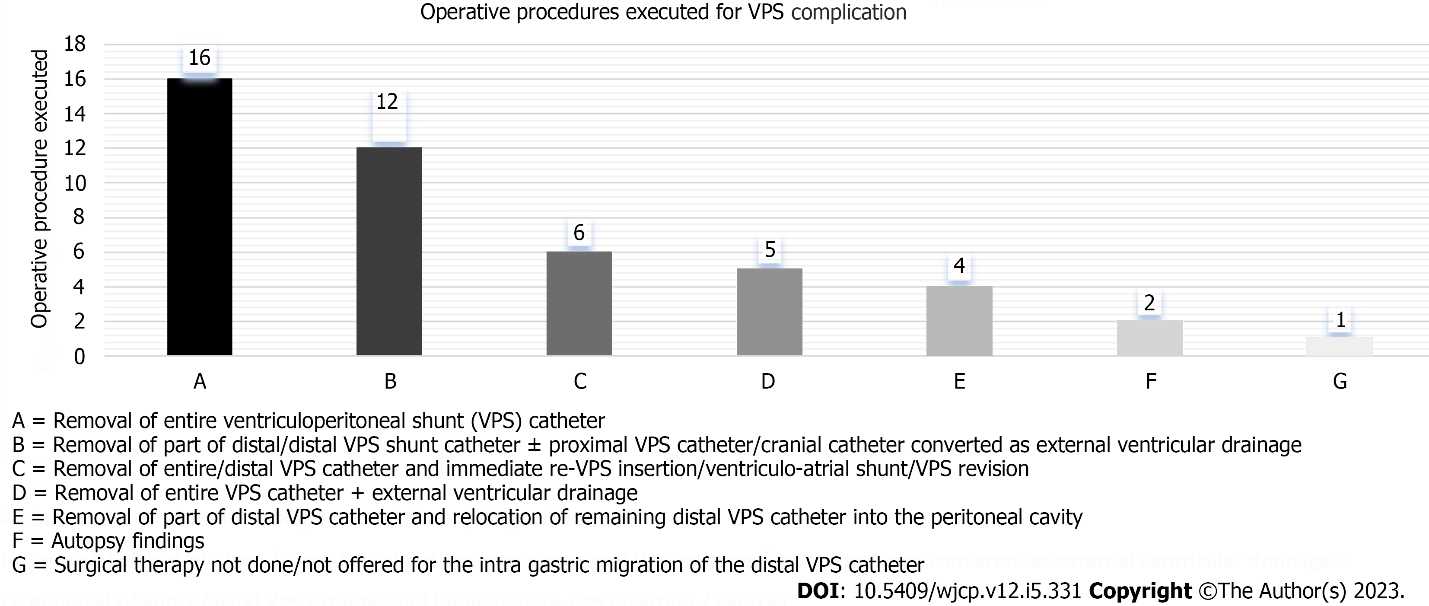 Operative procedures executed for VPS complication
Operative procedure executed
18
16
14
12
10
8
6
4
2
0
16
12
6
5
4
2
1
A
B
C
D
E
F
G
A = Removal of entire ventriculoperitoneal shunt (VPS) catheter
B = Removal of part of distal/distal VPS shunt catheter ± proximal VPS catheter/cranial catheter converted as external ventricular drainage
C = Removal of entire/distal VPS catheter and immediate re-VPS insertion/ventriculo-atrial shunt/VPS revision
D = Removal of entire VPS catheter + external ventricular drainage
E = Removal of part of distal VPS catheter and relocation of remaining distal VPS catheter into the peritoneal cavity
F = Autopsy findings
G = Surgical therapy not done/not offered for the intra gastric migration of the distal VPS catheter
DOI: 10.5409/wjcp.v12.i5.331 Copyright ©The Author(s) 2023.